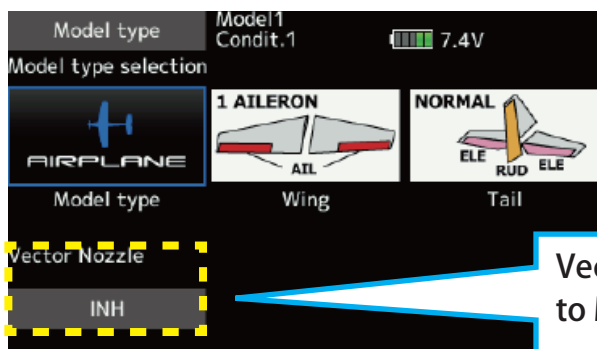 Model type
Model1
Condit.1
7.4V
Model type selection
AIRPLANE
1 AILERON
AIL
NORMAL
ELE
RUD
ELE
Model type
Wing
Tail
Vector Nozzle
INH
to